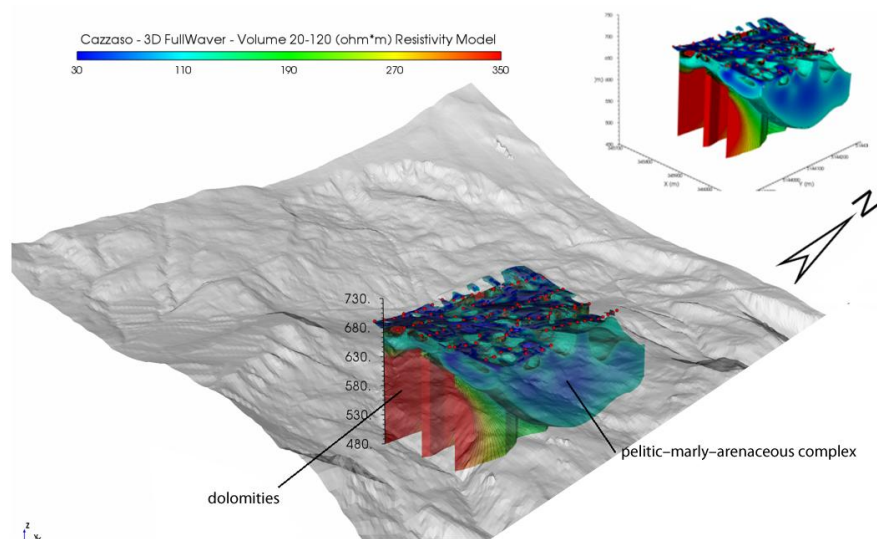 Cazzaso - 3D FullWaver - Volume 20-120 (ohm*m) Resistivity Model
30 110 190 270 350
X (m)
Y (m)
N
730.
680.
630.
580.
530.
480.
pelitic-marly-arenaceous complex
dolomities
z